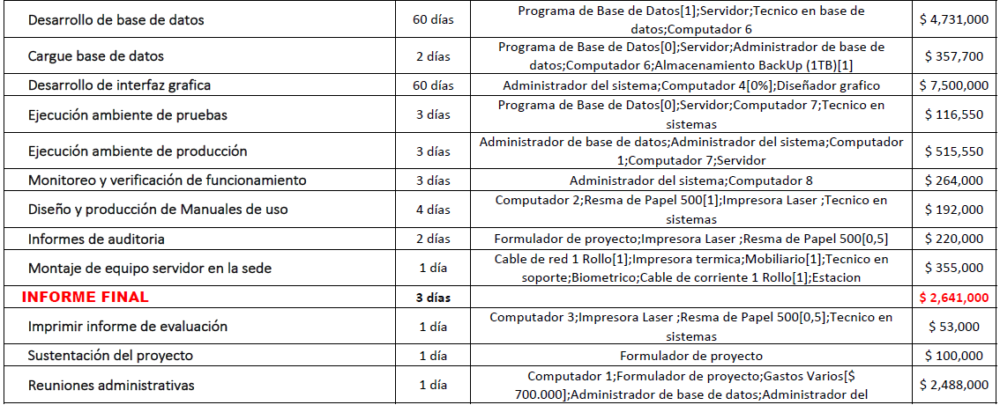 Desarrollo de base de datos 60 días Programa de Base de Datos[1];Servidor;Tecnico en base de $ 4,731,000
datos;Computador 6
Cargue base de datos 2 días Programa de Base de Datos[0];Servidor;Administrador de base de $ 357,700
datos;Computador 6;Almacenamiento BackUp (1TB)[1]
Desarrollo de interfaz grafica 60 días Administrador del sistema;Computador 4[0%];Diseñador grafico $ 7,500,000
Ejecución ambiente de pruebas 3 días Programa de Base de Datos[0];Servidor;Computador 7;Tecnico en $ 116,550
sistemas
Ejecución ambiente de producción 3 días Administrador de base de datos;Administrador del sistema;Computador $ 515,550
1;Computador 7;Servidor
Monitoreo y verificación de funcionamiento 3 días Administrador del sistema;Computador 8 $ 264,000
Diseño y producción de Manuales de uso 4 días Computador 2;Resma de Papel 500[1];Impresora Laser ;Tecnico en $ 192,000
sistemas
Informes de auditoria 2 días Formulador de proyecto;Impresora Laser ;Resma de Papel 500[0,5] $ 220,000
Montaje de equipo servidor en la sede 1 día Cable de red 1 Rollo[1];Impresora termica;Mobiliario[1];Tecnico en $ 355,000
soporte;Biometrico;Cable de corriente 1 Rollo[1];Estacion
INFORME FINAL 3 días $ 2,641,000
Imprimir informe de evaluación 1 día Computador 3;Impresora Laser ;Resma de Papel 500[0,5];Tecnico en $ 53,000
sistemas
Sustentación del proyecto 1 día Formulador de proyecto $ 100,000
Reuniones administrativas 1 día Computador 1;Formulador de proyecto;Gastos Varios[$ $ 2,488,000
700.000];Administrador de base de datos;Administrador del